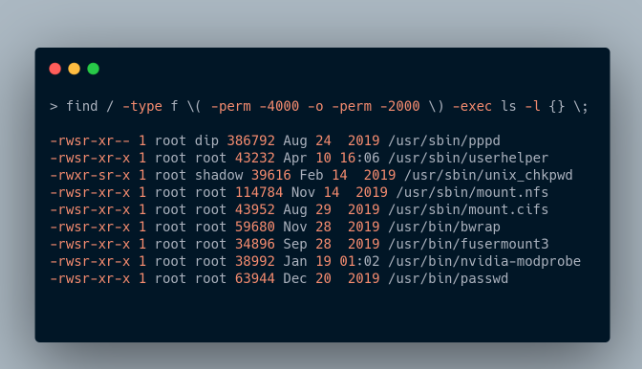 > find / -type f \( -perm -4000 -o -perm -2000 \) -exec ls -l {} \;
-rwsr-xr-- 1 root dip 386792 Aug 24  2019 /usr/sbin/pppd
-rwsr-xr-x 1 root root 43232 Apr 10 16:06 /usr/sbin/userhelper
-rwxr-sr-x 1 root shadow 39616 Feb 14  2019 /usr/sbin/unix_chkpwd
-rwsr-xr-x 1 root root 114784 Nov 14  2019 /usr/sbin/mount.nfs
-rwsr-xr-x 1 root root 43952 Aug 29  2019 /usr/sbin/mount.cifs
-rwsr-xr-x 1 root root 59680 Nov 28  2019 /usr/bin/bwrap
-rwsr-xr-x 1 root root 34896 Sep 28  2019 /usr/bin/fusermount3
-rwsr-xr-x 1 root root 38992 Jan 19 01:02 /usr/bin/nvidia-modprobe
-rwsr-xr-x 1 root root 63944 Dec 20  2019 /usr/bin/passwd